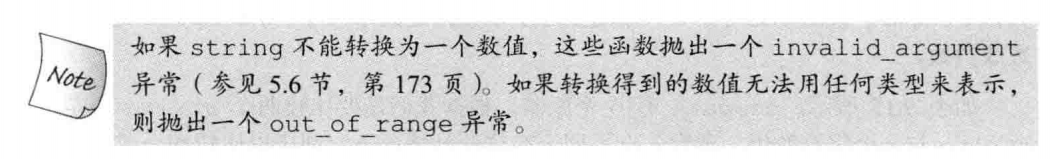 Note
如果 string 不能转换为一个数值，这些函数抛出一个 invalid_argument
异常（参见 5.6 节，第 173 页）。如果转换得到的数值无法用任何类型来表示，
则抛出一个 out_of_range 异常。